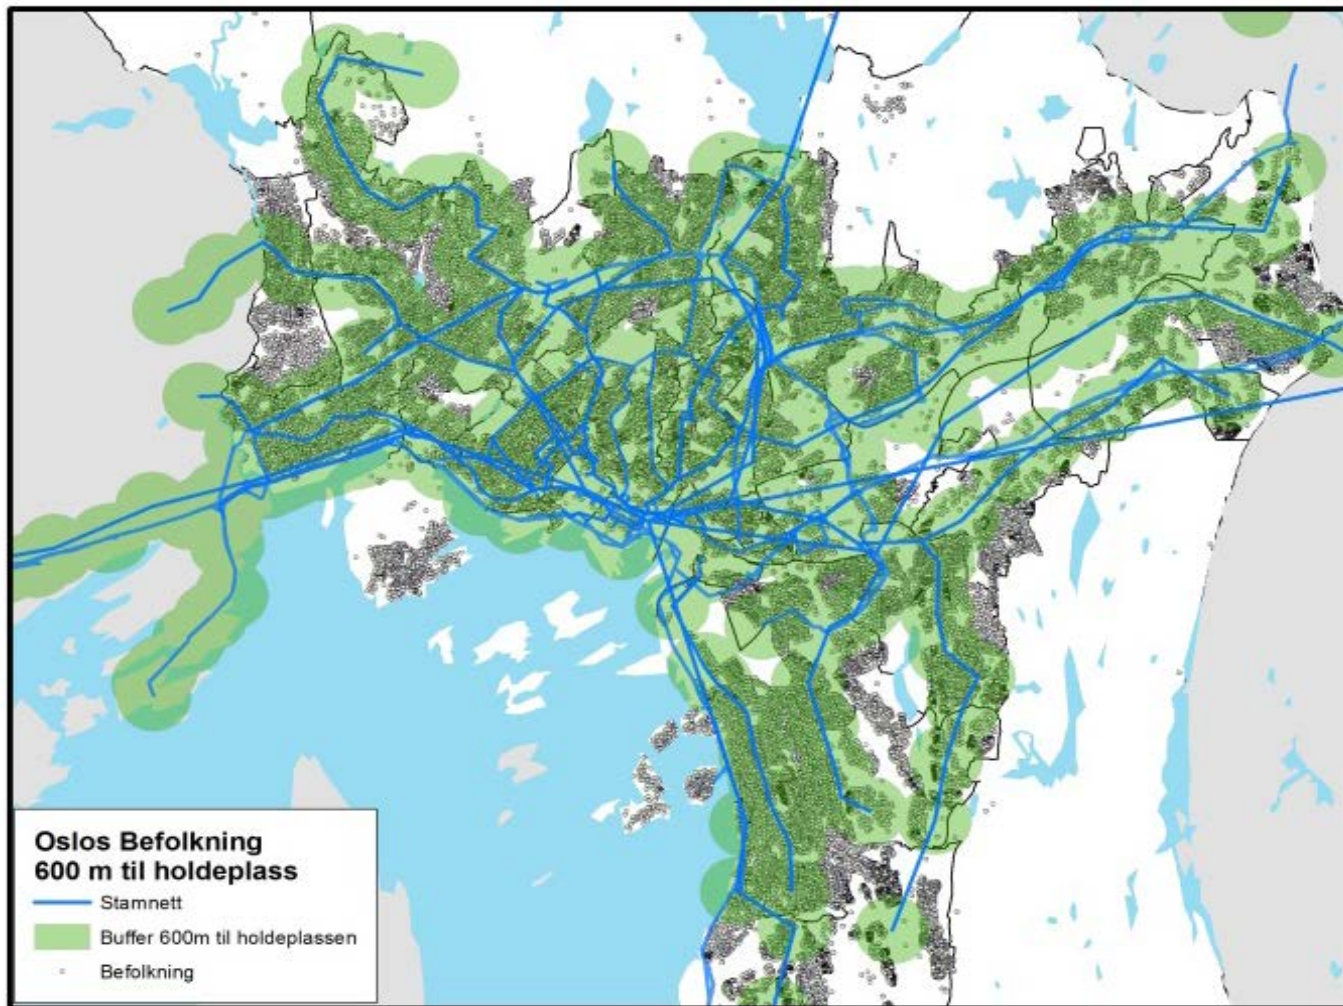 Oslos Befolkning
600 m til holdeplass
Stamnett
Buffer 600m til holdeplassen
Befolkning